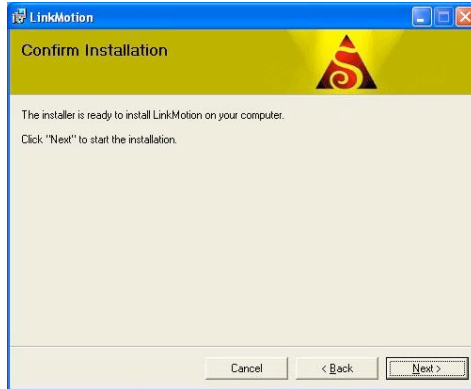 LinkMotion
Confirm Installation
The installer is ready to install LinkMotion on your computer.
Click "Next" to start the installation.
Cancel
< Back
Next >